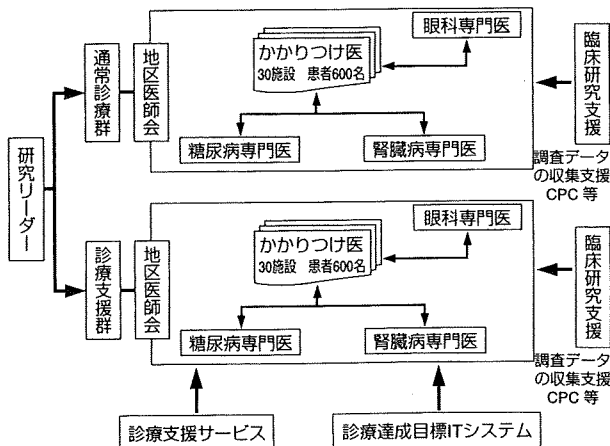 研究リーダー
通常診療群
地区医師会
かかりつけ医
30施設 患者600名
眼科専門医
糖尿病専門医
腎臓病専門医
臨床研究支援
調査データ
の収集支援
CPC 等
診療支援群
地区医師会
かかりつけ医
30施設 患者600名
眼科専門医
糖尿病専門医
腎臓病専門医
臨床研究支援
調査データ
の収集支援
CPC 等
診療支援サービス
診療達成目標ITシステム